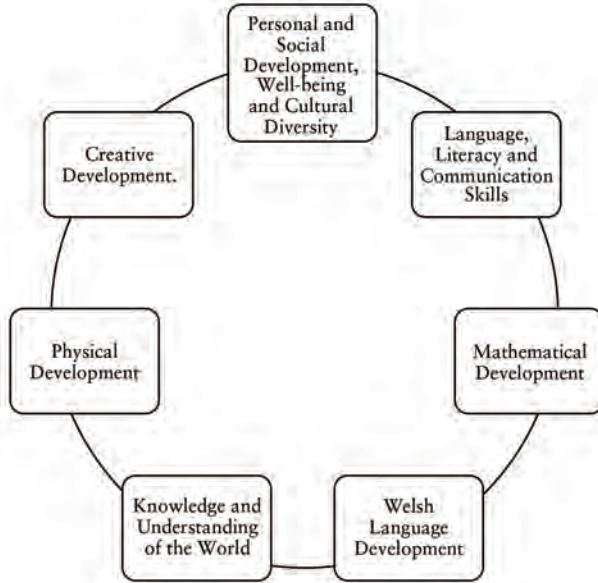 Personal and
Social
Development,
Well-being
and Cultural
Diversity
Language,
Literacy and
Communication
Skills
Mathematical
Development
Welsh
Language
Development
Knowledge and
Understanding
of the World
Physical
Development
Creative
Development.